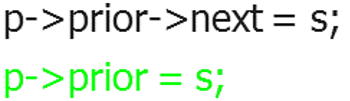 p->prior->next = s;
p->prior = s;